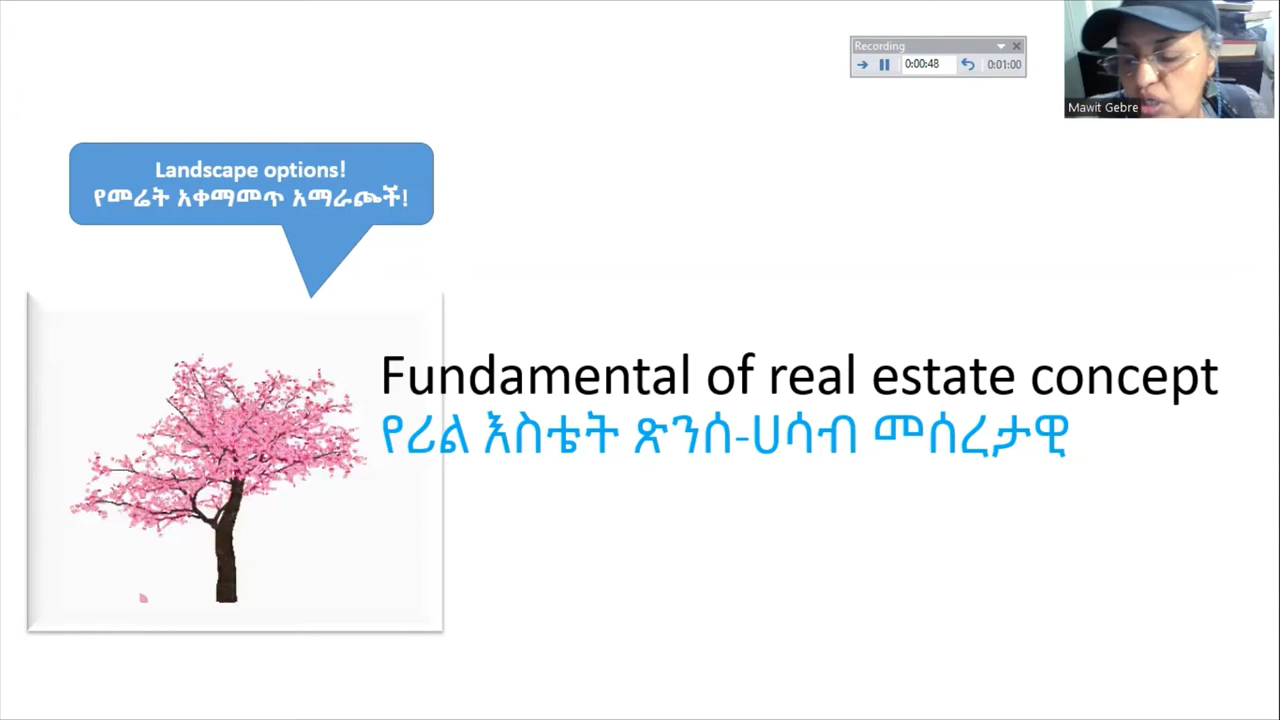 Recording
0:00:48
0:01:00
Mawit Gebre
Landscape options!
የመሬት አቀማመጥ አማራጮች!
Fundamental of real estate concept
የሪል እስቴት ጽንሰ-ሀሳብ መሰረታዊ